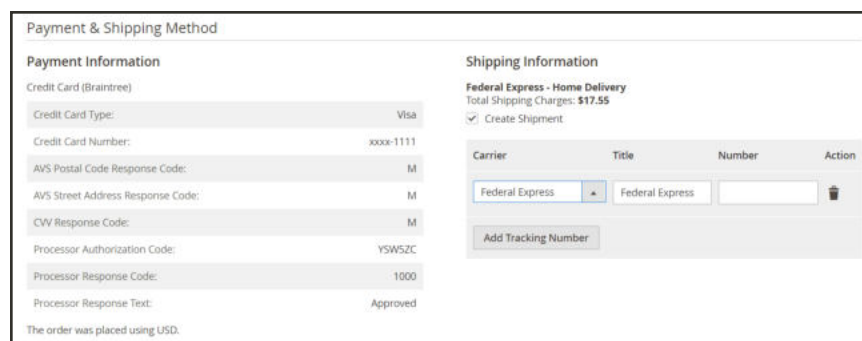 Payment & Shipping Method
Payment Information
Credit Card (Braintree)
Credit Card Type: Visa
Credit Card Number: xxxx-1111
AVS Postal Code Response Code: M
AVS Street Address Response Code: M
CVV Response Code: M
Processor Authorization Code: YSW5ZC
Processor Response Code: 1000
Processor Response Text: Approved
The order was placed using USD.
Shipping Information
Federal Express - Home Delivery
Total Shipping Charges: $17.55
Create Shipment
Carrier Title Number Action
Federal Express Federal Express
Add Tracking Number